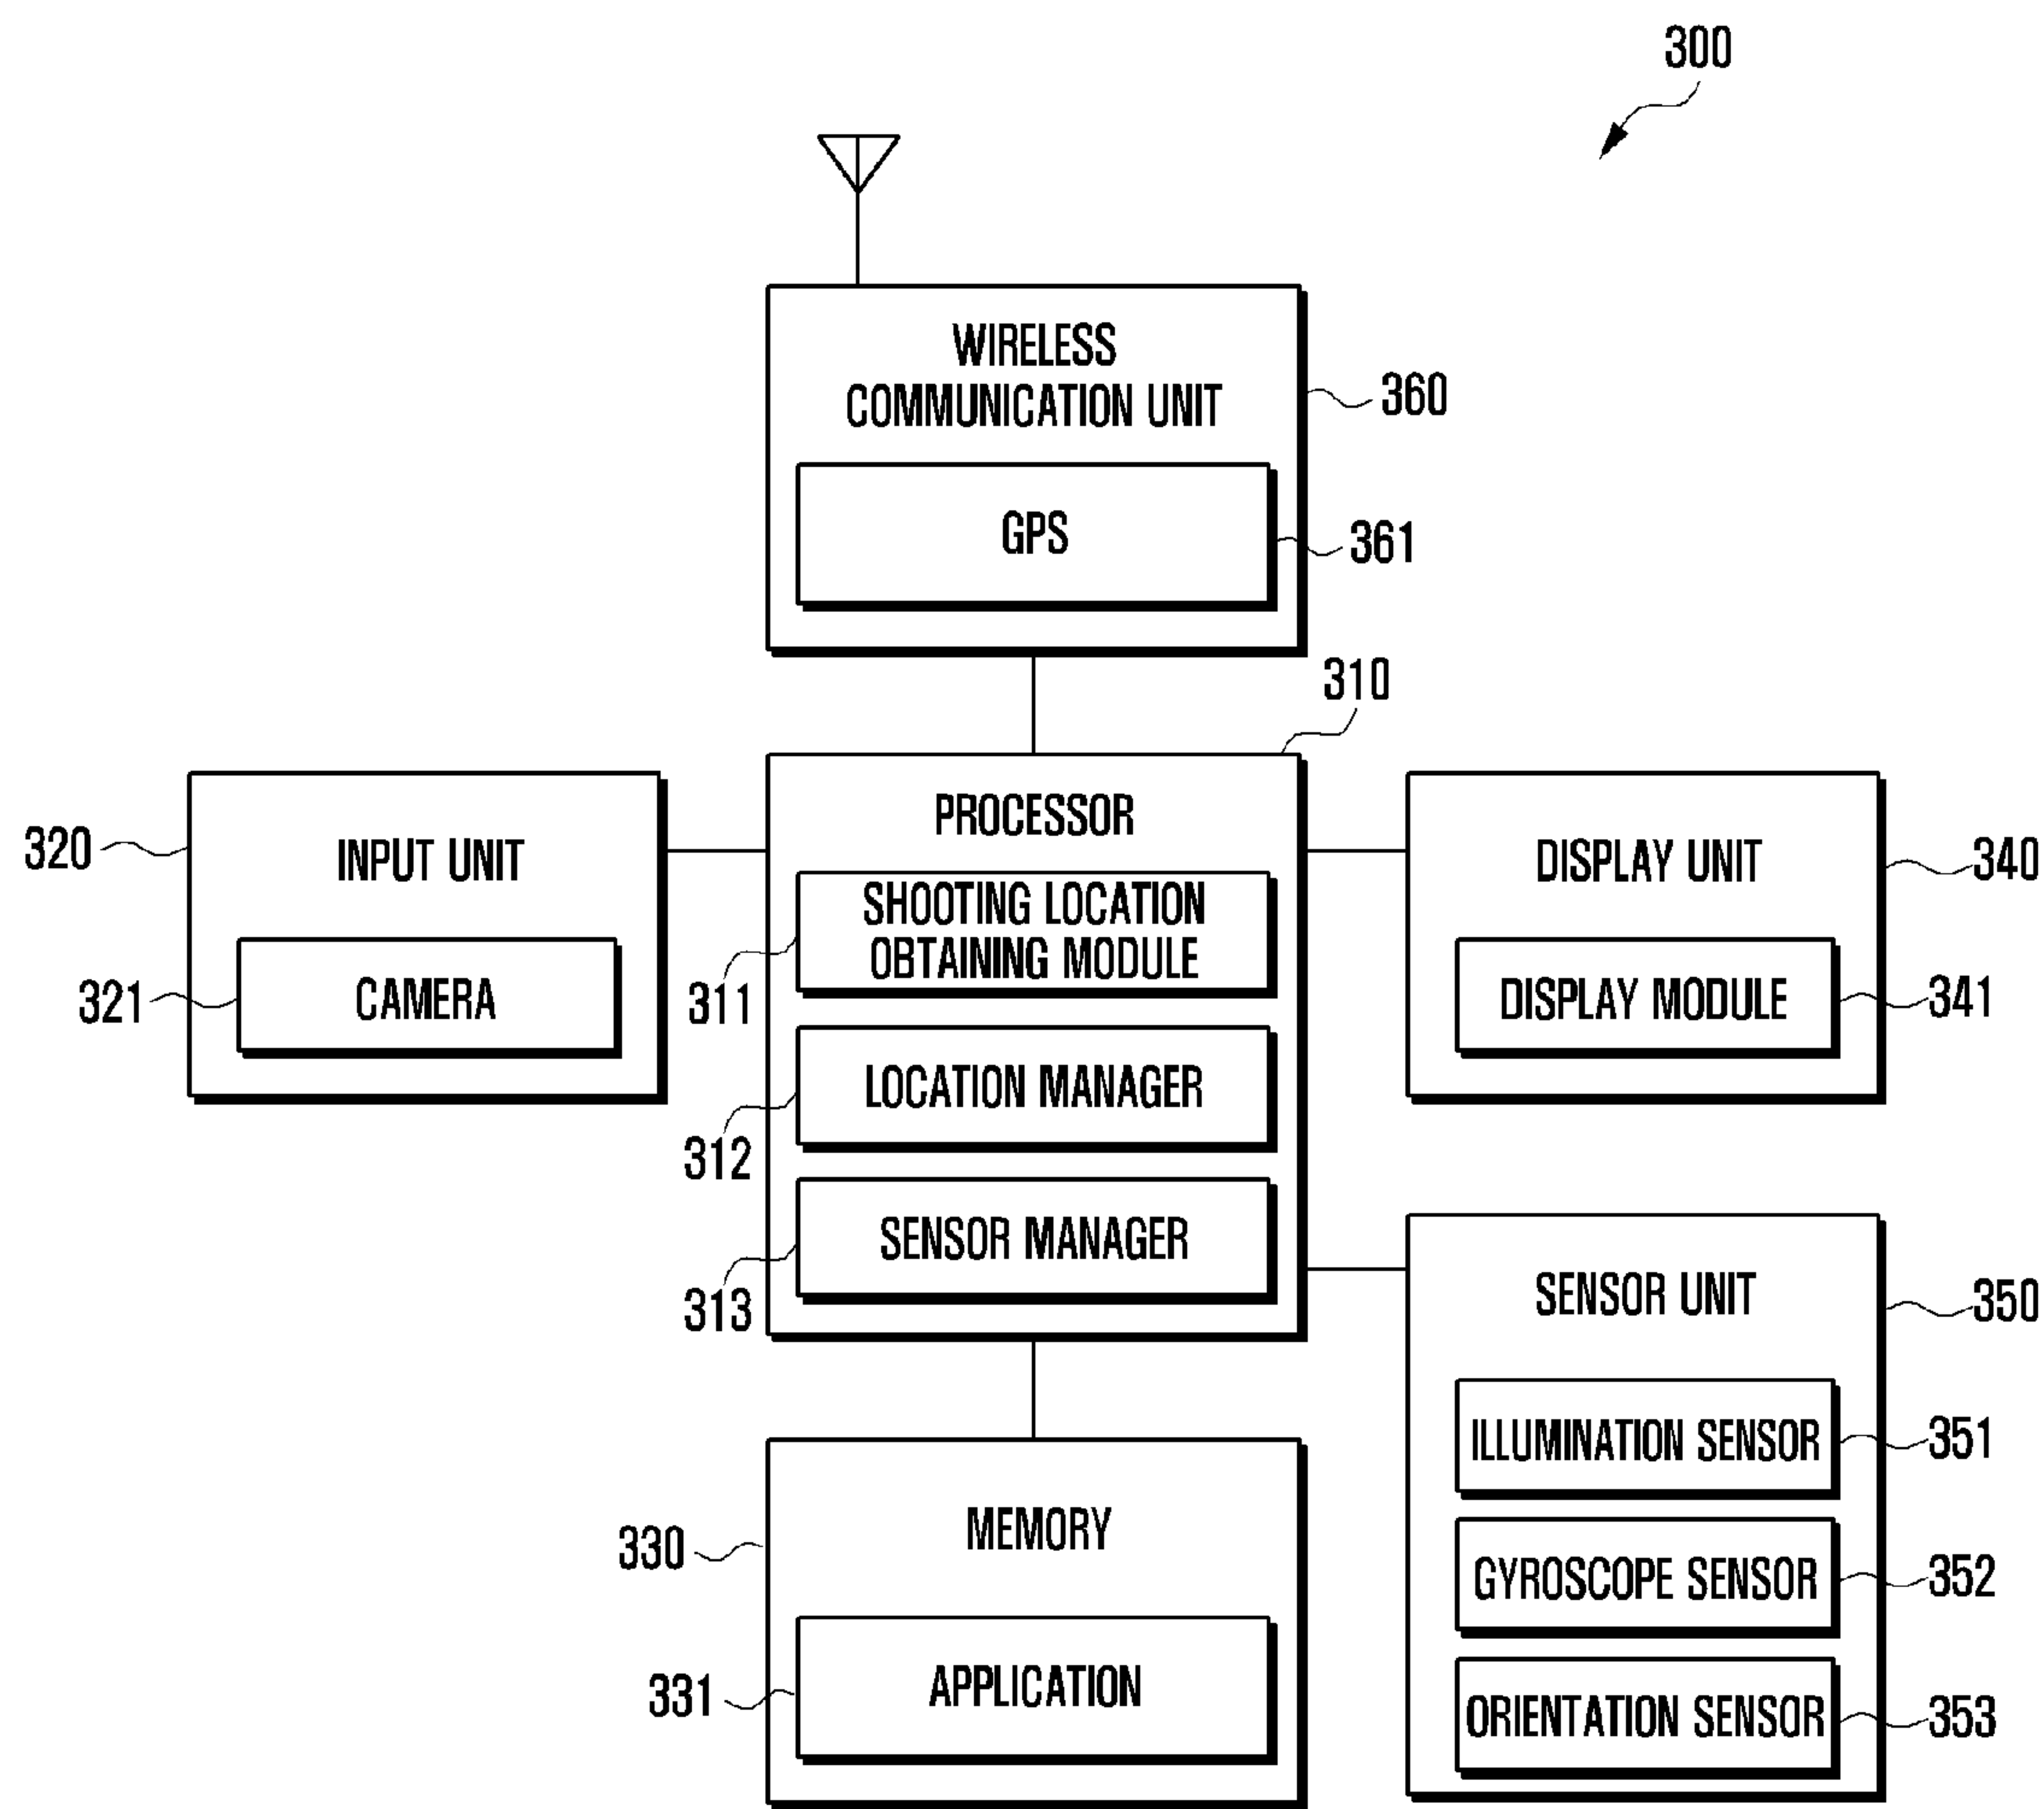 300
WIRELESS
COMMUNICATION UNIT
360
GPS
361
310
PROCESSOR
320
INPUT UNIT
DISPLAY UNIT
340
SHOOTING LOCATION
OBTAINING MODULE
311
321
CAMERA
DISPLAY MODULE
341
LOCATION MANAGER
312
SENSOR MANAGER
313
SENSOR UNIT
350
ILLUMINATION SENSOR
351
330
MEMORY
GYROSCOPE SENSOR
352
331
APPLICATION
ORIENTATION SENSOR
353